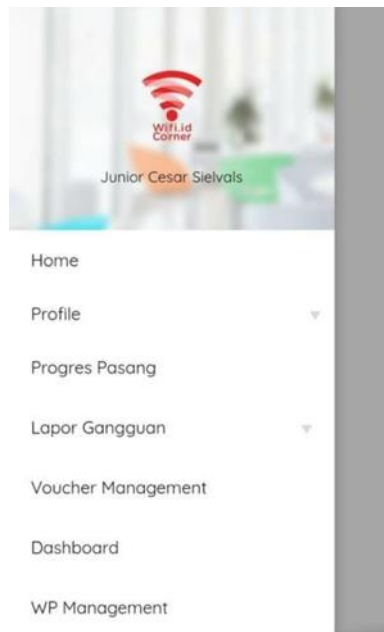 Wifi.id
Corner
Junior Cesar Sielvals
Home
Profile
Progres Pasang
Lapor Gangguan
Voucher Management
Dashboard
WP Management